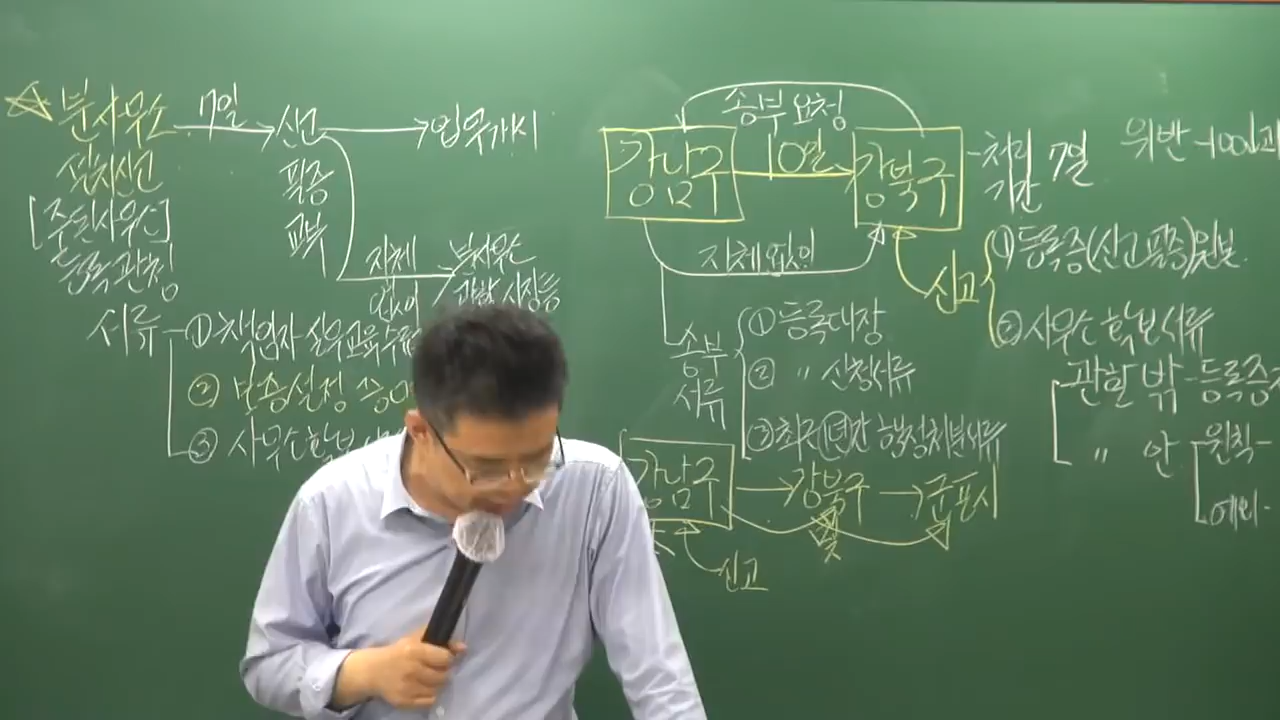 분사무소 7일 신고 업무개시
설치신고 필증
[주된사무소] 교부
등록관청 지체 분사무소
없이 관할 시장등
서류 ① 책임자 실무교육수료
② 보증설정
③ 사무소확보
송부요청
강남구 10일 강북구 -처리 7일 위반 -100
기간
지체없이
신고 ① 등록증(신고필증)원본
② 사무소 확보서류
송부 ① 등록대장
서류 ② 〃 신청서류
③ 최근 1년간 행정처분서류
관할 밖 - 등록증
〃 안 원칙-
예외-
강남구 강북구 군포시
신고